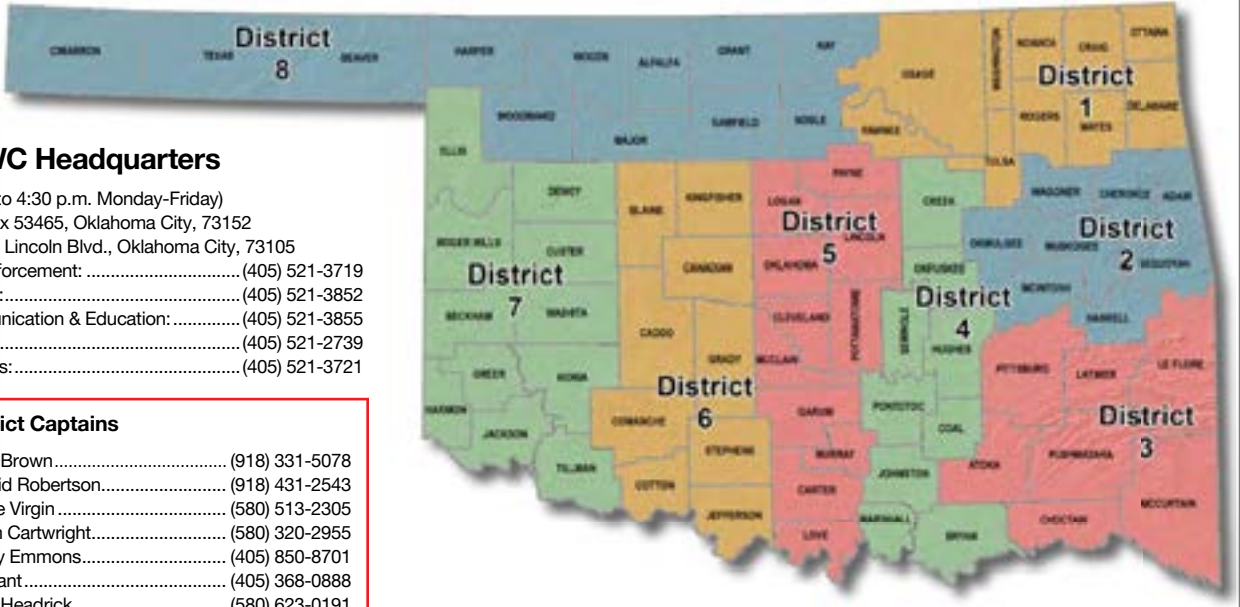 WC Headquarters
to 4:30 p.m. Monday-Friday)
x 53465, Oklahoma City, 73152
Lincoln Blvd., Oklahoma City, 73105
forcement: (405) 521-3719
: (405) 521-3852
nication & Education: (405) 521-3855
(405) 521-2739
s: (405) 521-3721
ict Captains
Brown (918) 331-5078
id Robertson (918) 431-2543
e Virgin (580) 513-2305
n Cartwright (580) 320-2955
y Emmons (405) 850-8701
ant (405) 368-0888
Headrick (580) 623-0191
District
8
CIMARRON
TEXAS
BEAVER
HARPER
WOODS
ALFALFA
GRANT
KAY
WOODWARD
MAJOR
GARFIELD
NOBLE
District
1
OSAGE
WASHINGTON
NOWATA
CRAIG
OTTAWA
PAWNEE
ROGERS
MAYES
DELAWARE
TULSA
District
7
ELLIS
DEWEY
ROGER MILLS
CUSTER
BECKHAM
WASHITA
GREER
KIOWA
HARMON
JACKSON
TILLMAN
District
6
BLAINE
KINGFISHER
CANADIAN
CADDO
GRADY
COMANCHE
STEPHENS
COTTON
JEFFERSON
District
5
PAYNE
LOGAN
LINCOLN
OKLAHOMA
CLEVELAND
POTTAWATOMIE
MCCLAIN
GARVIN
MURRAY
CARTER
LOVE
District
4
CREEK
OKFUSKEE
SEMINOLE
HUGHES
PONTOTOC
COAL
JOHNSTON
MARSHALL
BRYAN
District
2
WAGONER
CHEROKEE
ADAIR
OKMULGEE
MUSKOGEE
SEQUOYAH
MCINTOSH
HASKELL
District
3
PITTSBURG
LATIMER
LE FLORE
ATOKA
PUSHMATAHA
CHOCTAW
MCCURTAIN